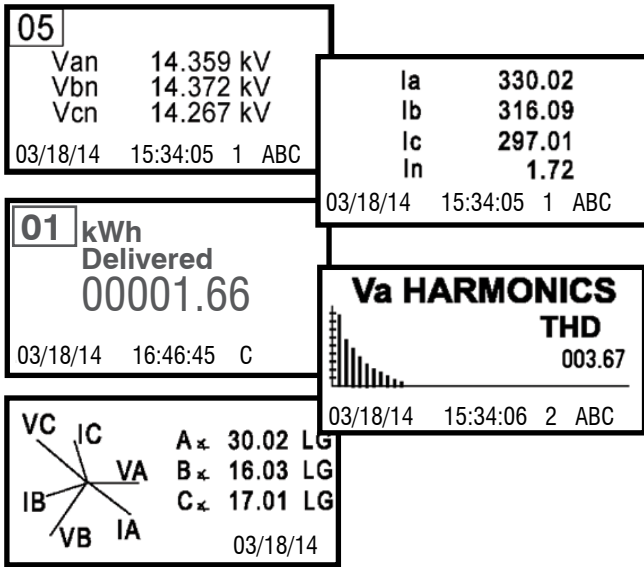 05
Van 14.359 kV
Vbn 14.372 kV
Vcn 14.267 kV
03/18/14 15:34:05 1 ABC
Ia 330.02
Ib 316.09
Ic 297.01
In 1.72
03/18/14 15:34:05 1 ABC
01 kWh
Delivered
00001.66
03/18/14 16:46:45 C
Va HARMONICS
THD
003.67
03/18/14 15:34:06 2 ABC
VC IC
VA
IB
VB IA
A∡ 30.02 LG
B∡ 16.03 LG
C∡ 17.01 LG
03/18/14